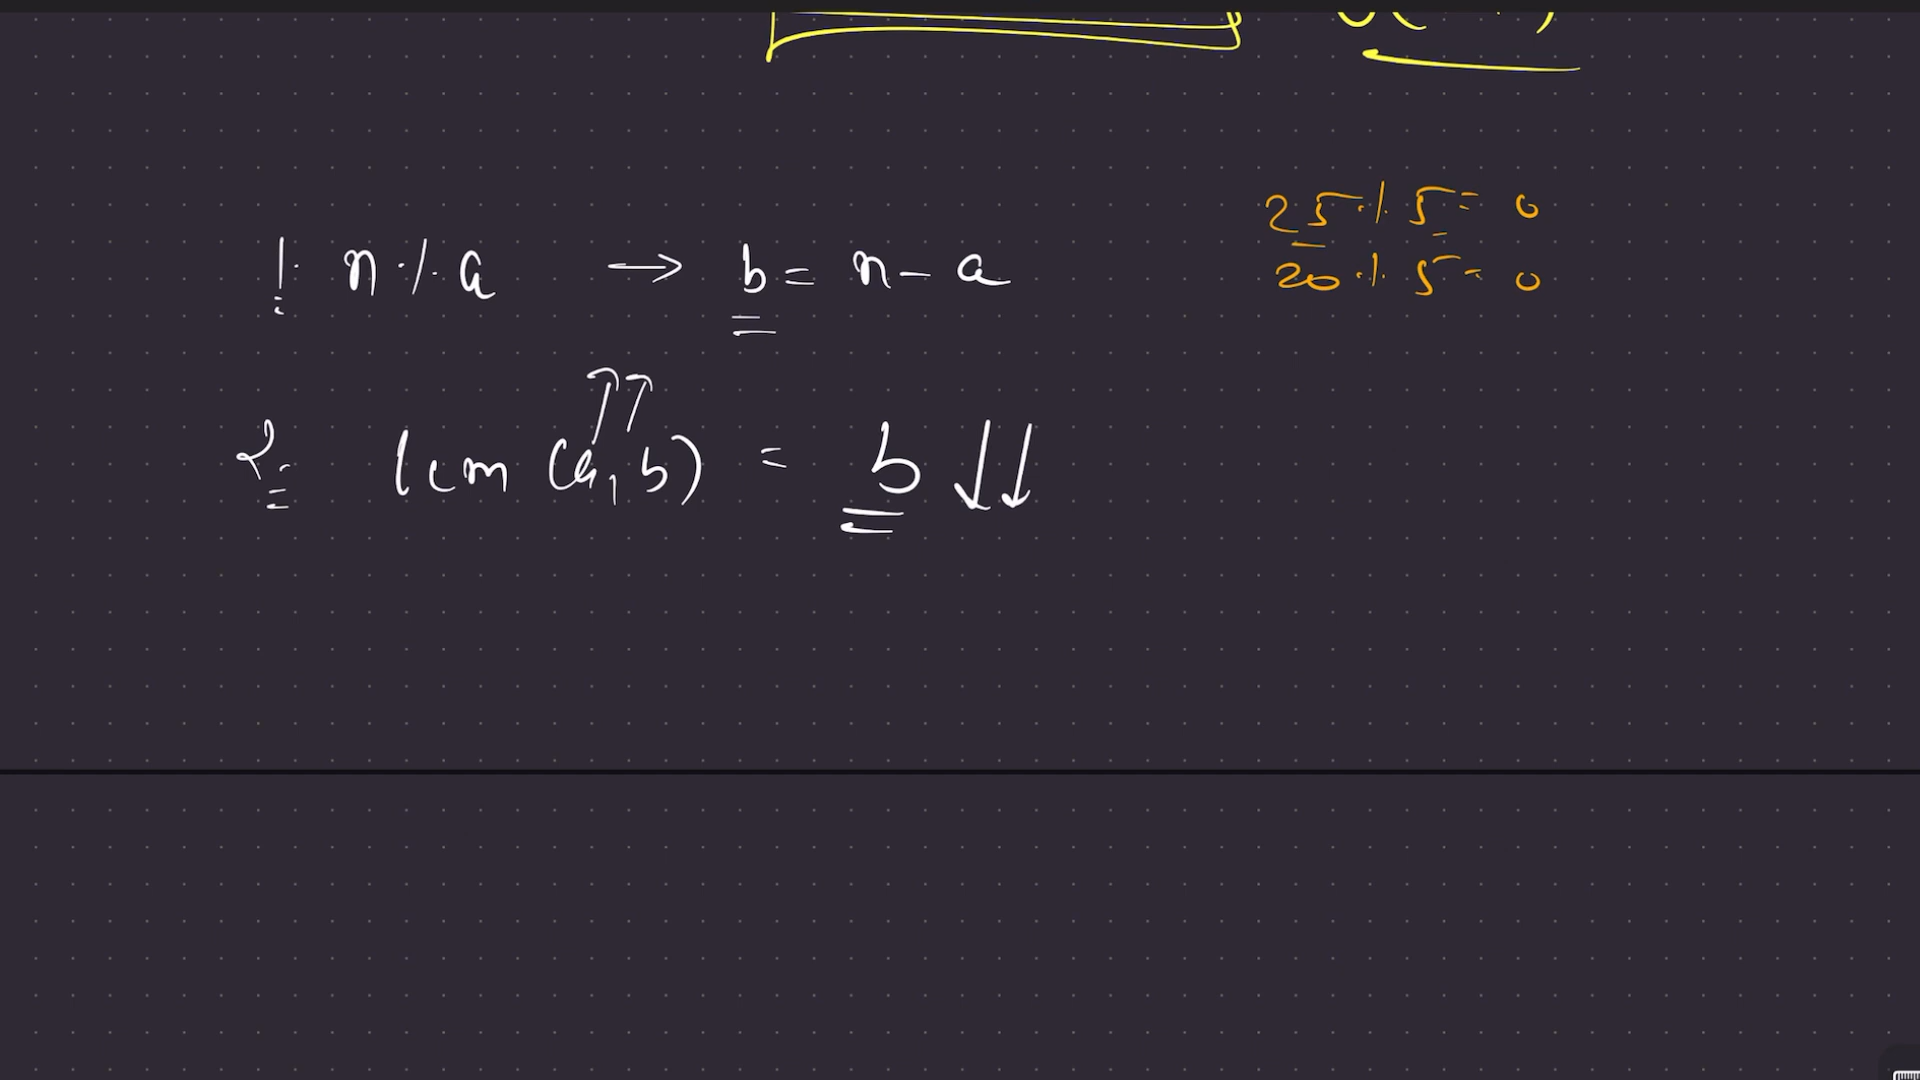 1. n % a → b = n - a
25 % 5 = 0
20 % 5 = 0
2. lcm (a, b) = b ↓↓